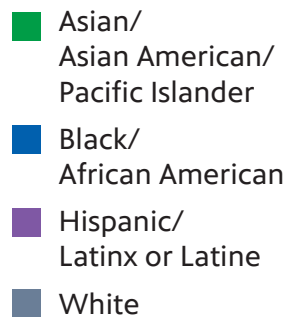 Asian/
Asian American/
Pacific Islander
Black/
African American
Hispanic/
Latinx or Latine
White